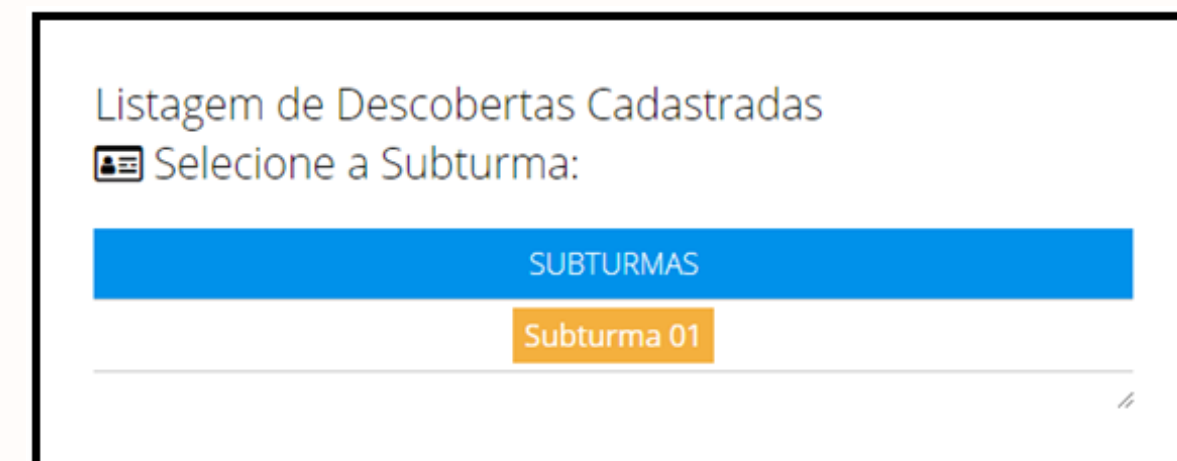 Listagem de Descobertas Cadastradas
Selecione a Subturma:
SUBTURMAS
Subturma 01